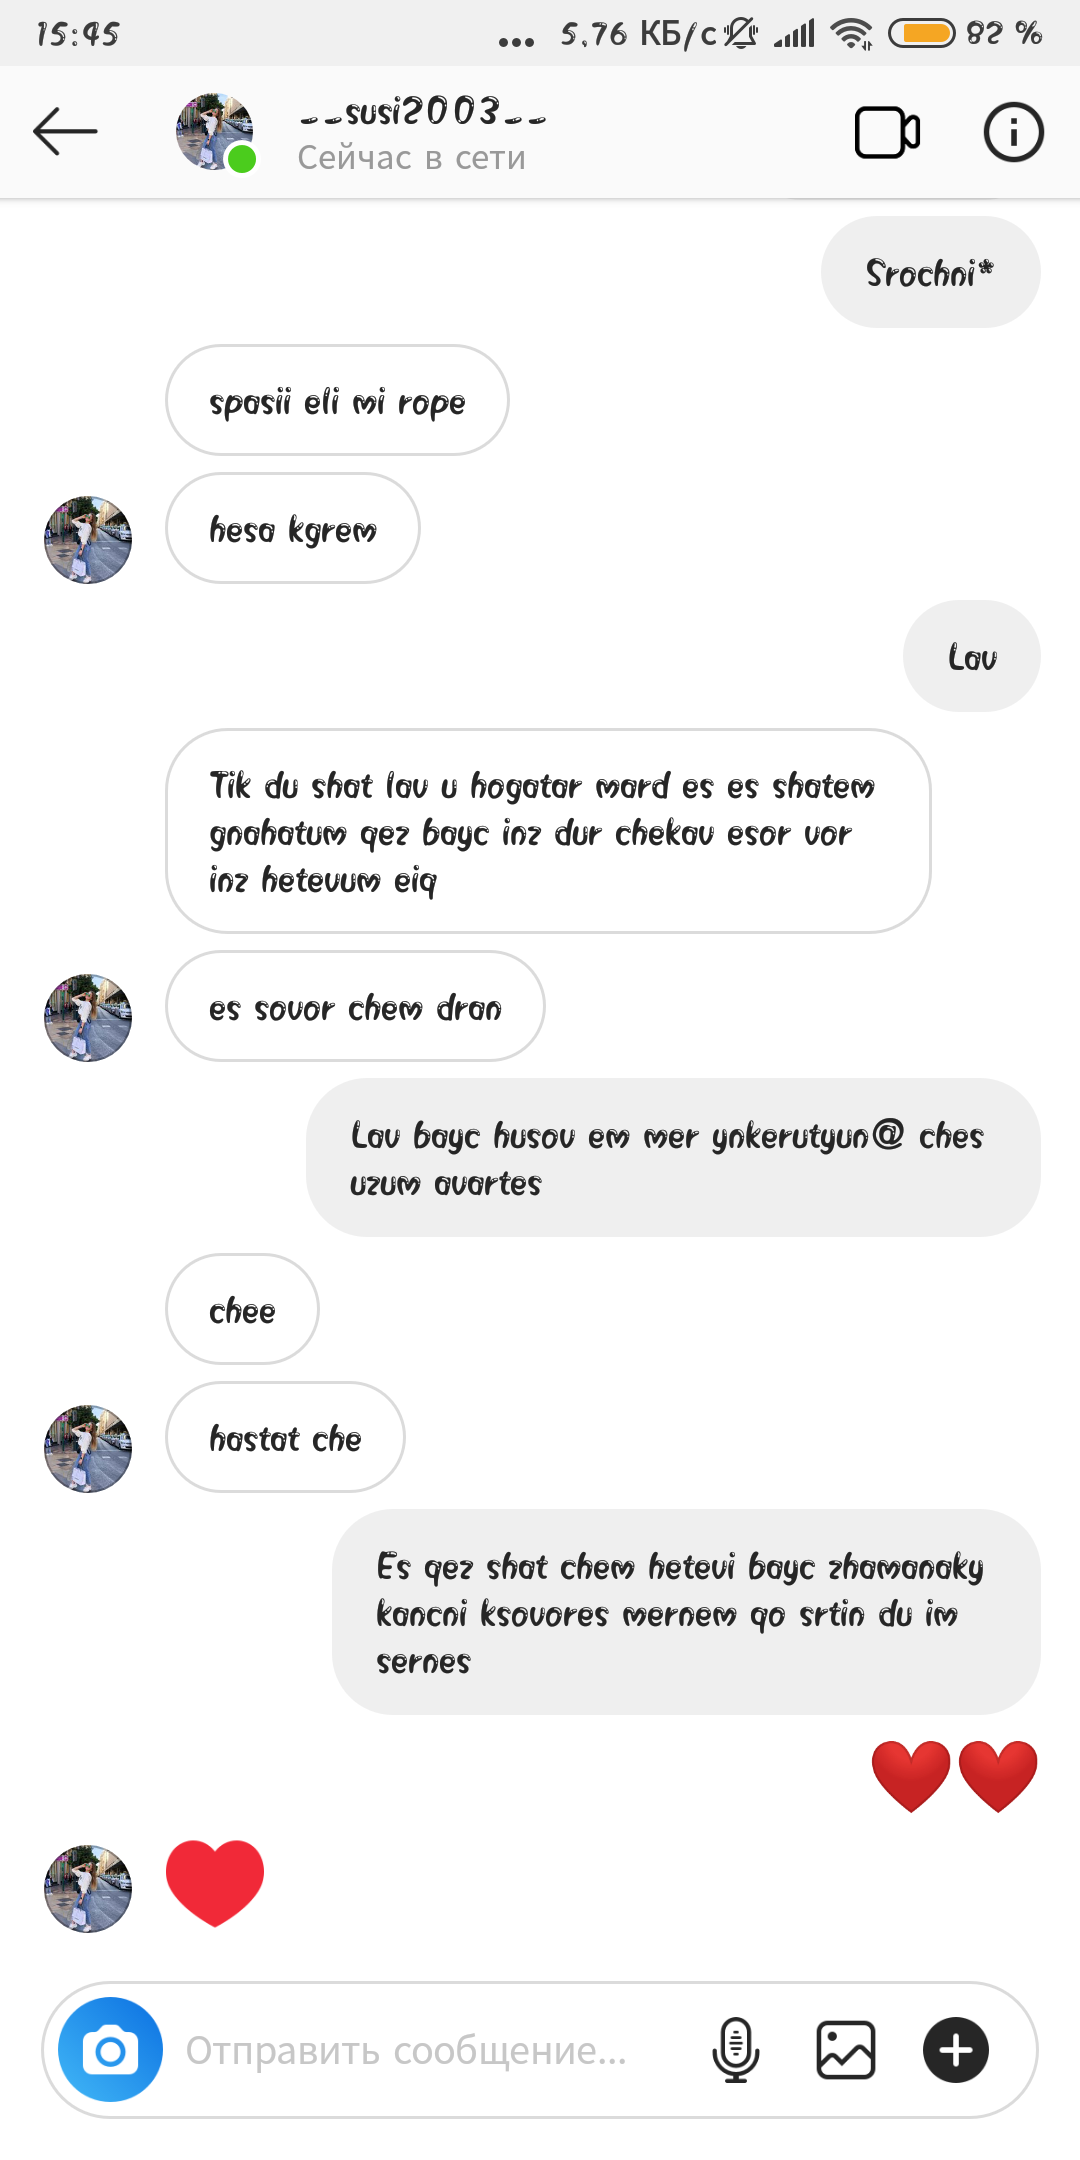 15:45 ... 5,76 КБ/с 82 %
__susi2003__
Сейчас в сети
Srochni*
spasii eli mi rope
hesa kgrem
Lav
Tik du shat lav u hogatar mard es es shatem
gnahatum qez bayc inz dur chekav esor vor
inz hetevum eiq
es sovor chem dran
Lav bayc husov em mer ynkerutyun@ ches
uzum avartes
chee
hastat che
Es qez shat chem hetevi bayc zhamanaky
kancni ksovores mernem qo srtin du im
sernes
❤️❤️
❤️
Отправить сообщение...